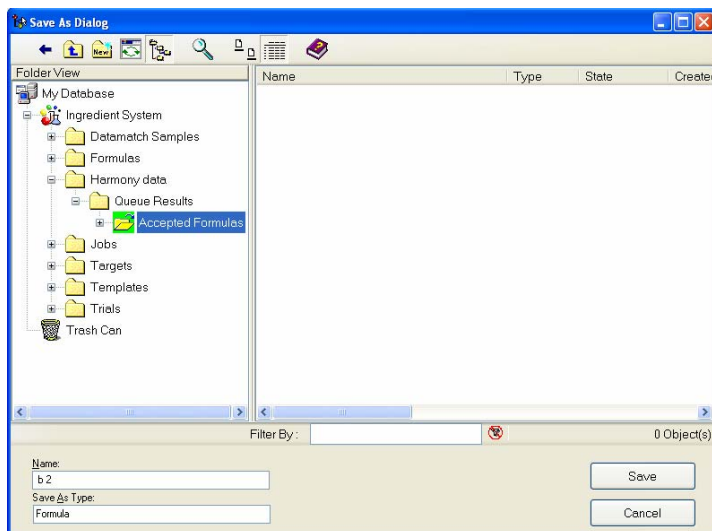 Save As Dialog
New
Folder View
Name Type State Created
My Database
Ingredient System
Datamatch Samples
Formulas
Harmony data
Queue Results
Accepted Formulas
Jobs
Targets
Templates
Trials
Trash Can
Filter By :
0 Object(s)
Name:
b 2
Save As Type:
Formula
Save
Cancel